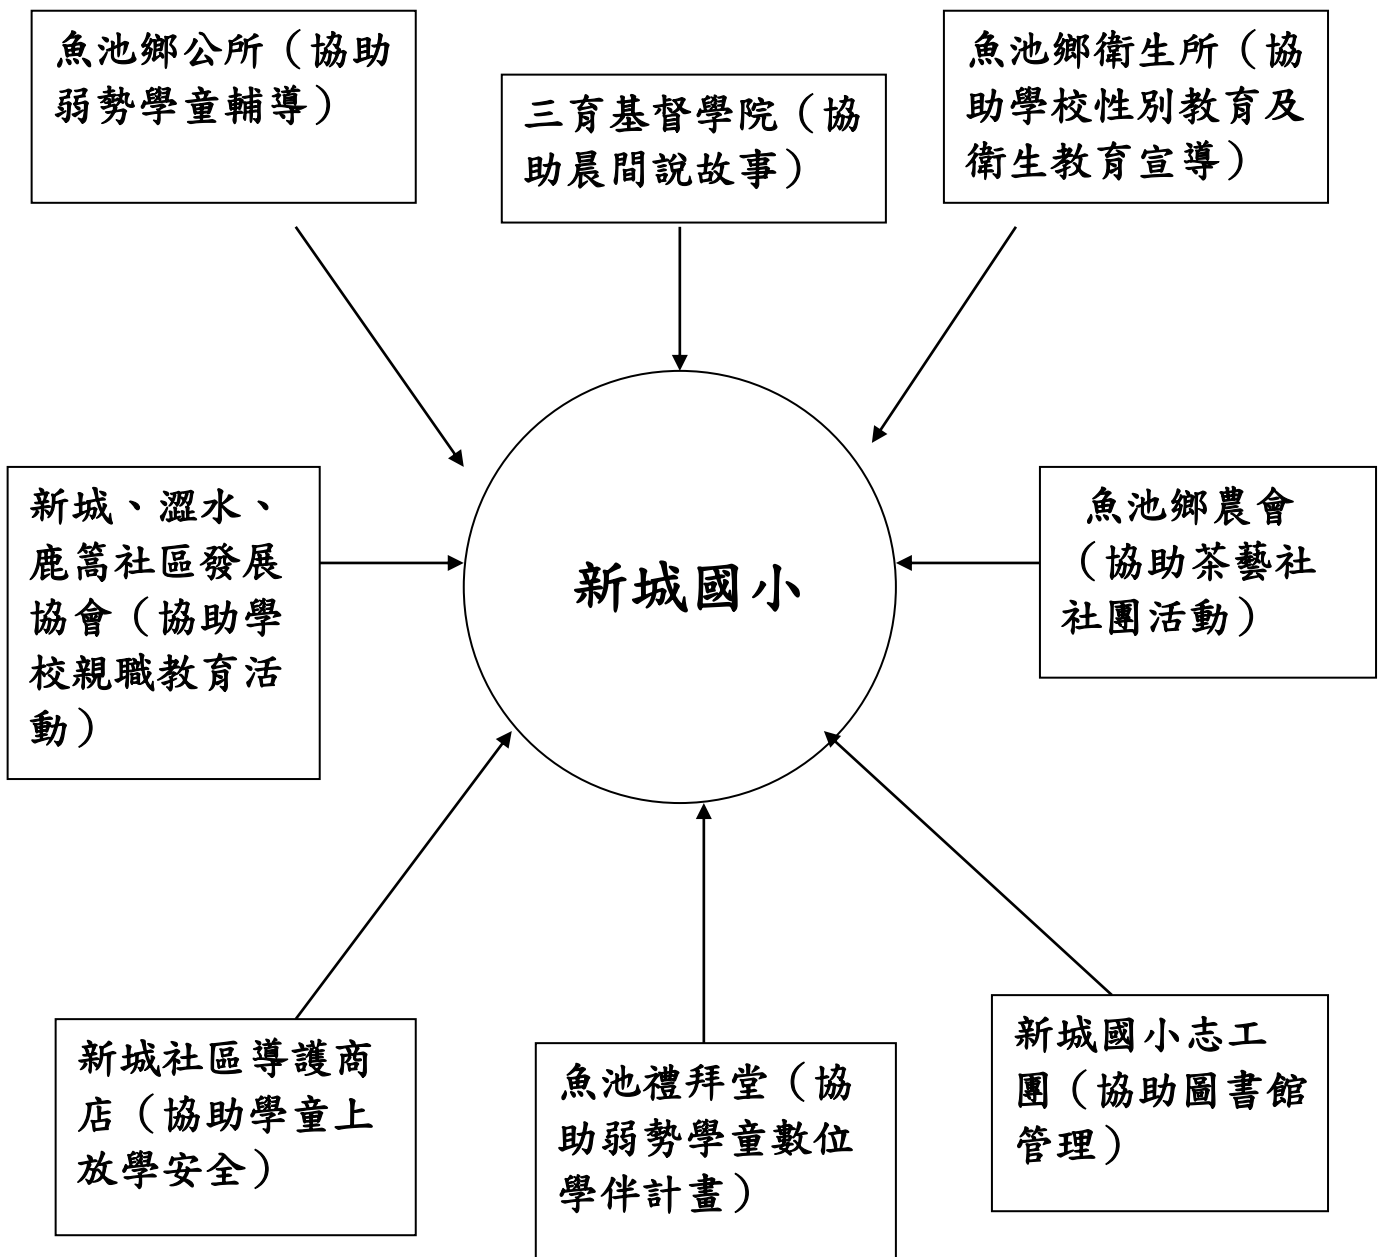 魚池鄉公所（協助
弱勢學童輔導）
三育基督學院（協
助晨間說故事）
魚池鄉衛生所（協
助學校性別教育及
衛生教育宣導）
新城、澀水、
鹿篙社區發展
協會（協助學
校親職教育活
動）
新城國小
魚池鄉農會
（協助茶藝社
社團活動）
新城社區導護商
店（協助學童上
放學安全）
魚池禮拜堂（協
助弱勢學童數位
學伴計畫）
新城國小志工
團（協助圖書館
管理）